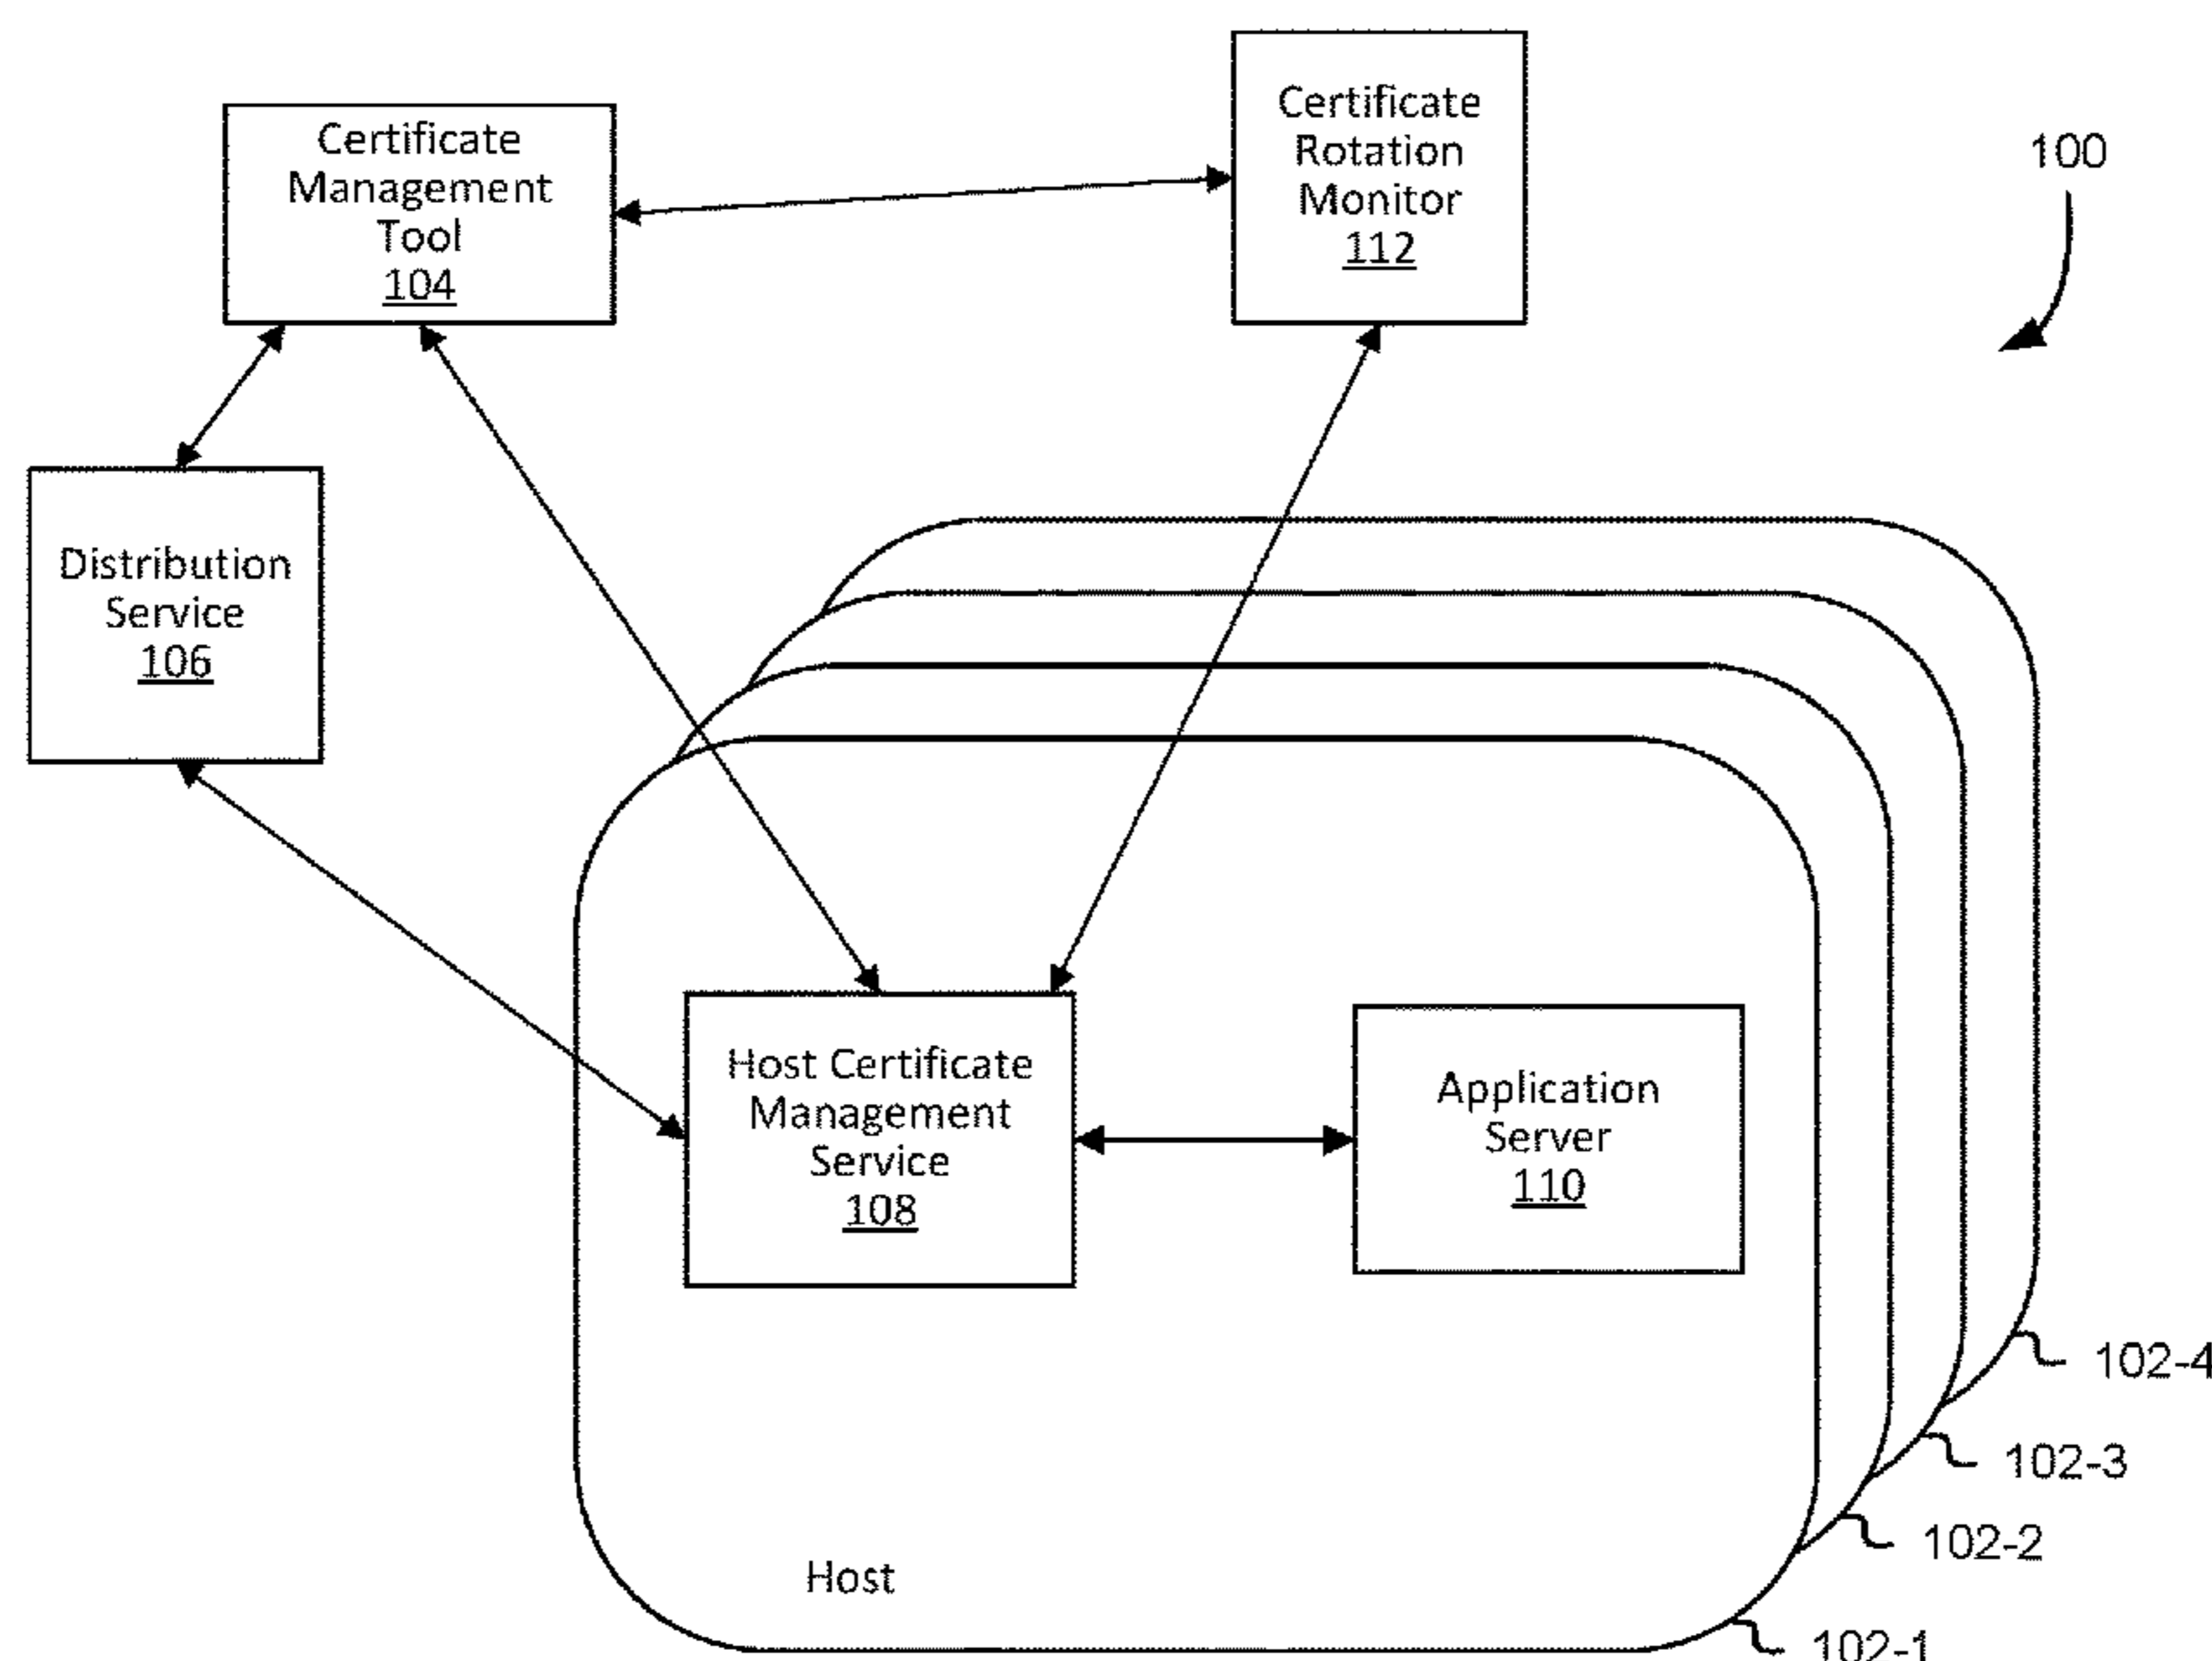 Certificate
Management
Tool
104
Certificate
Rotation
Monitor
112
100
Distribution
Service
106
Host Certificate
Management
Service
108
Application
Server
110
Host
102-4
102-3
102-2
102-1